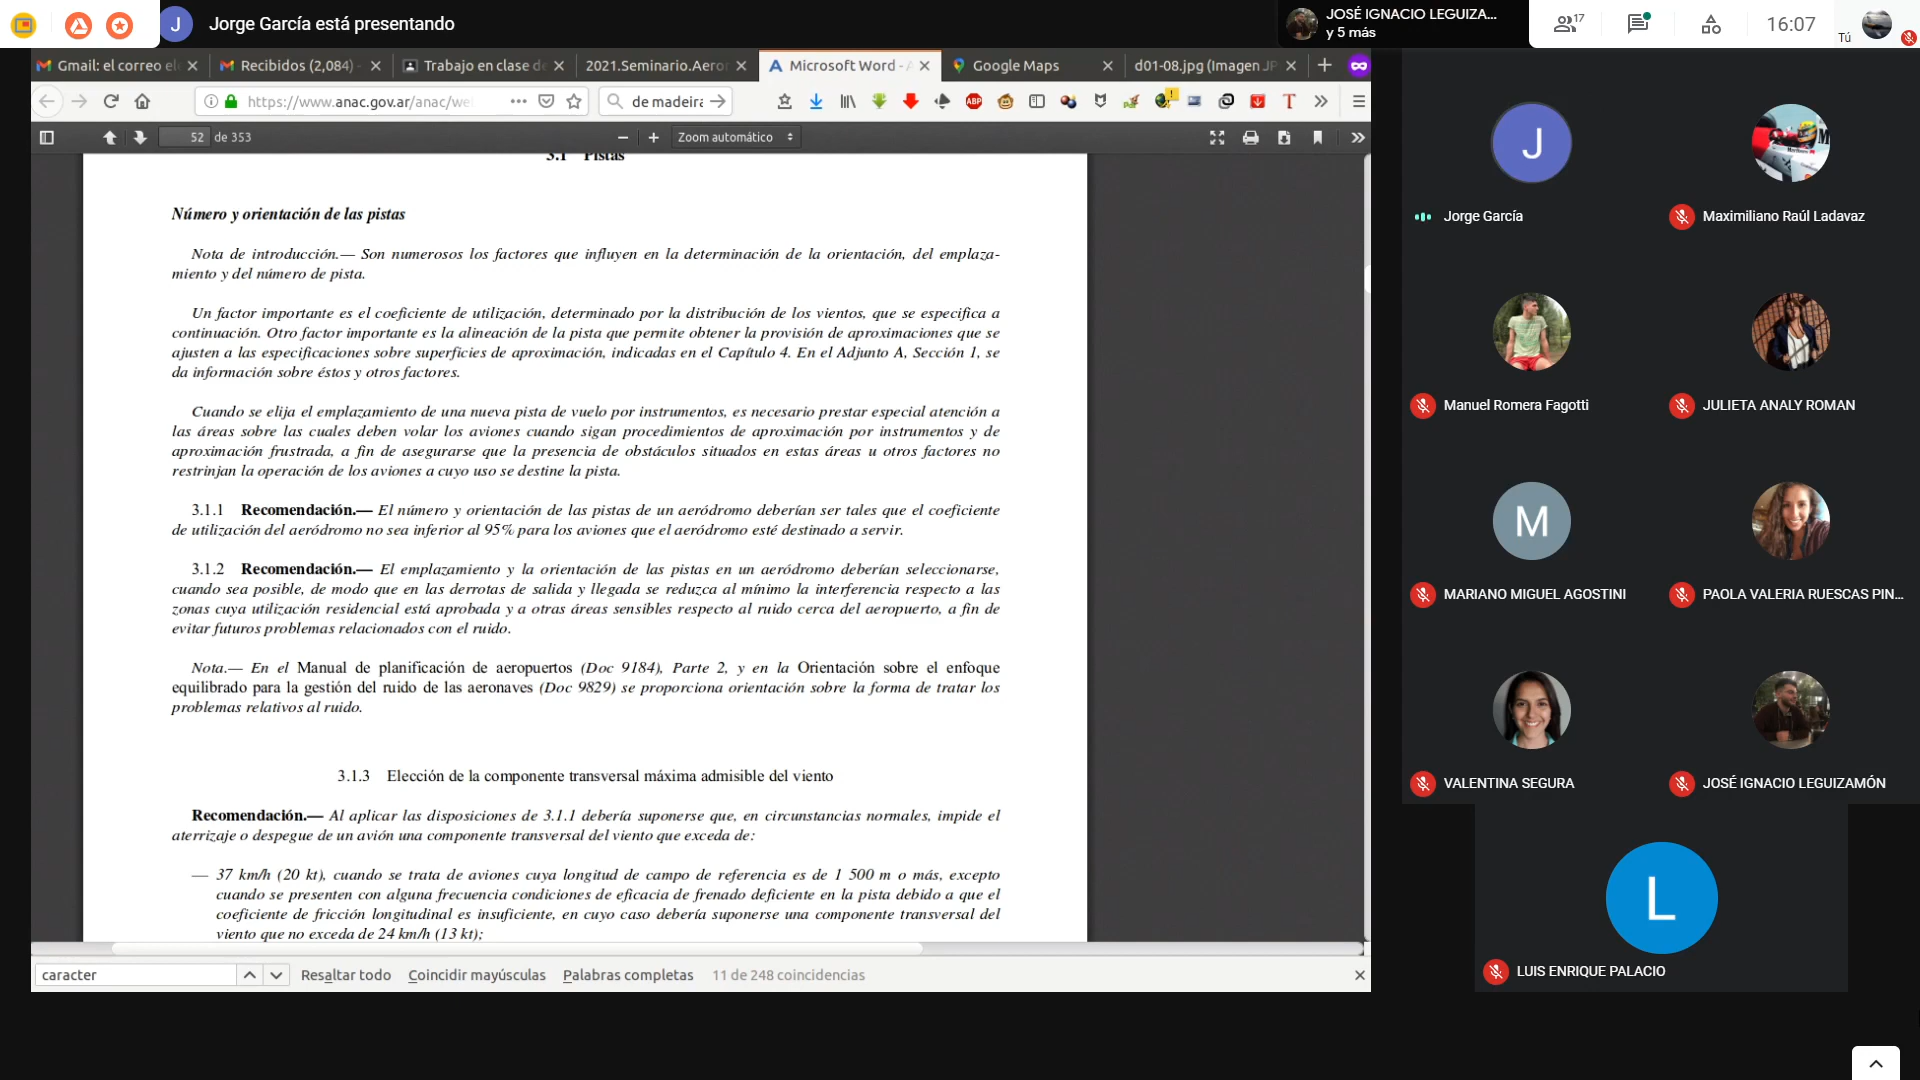 J
Jorge García está presentando
JOSÉ IGNACIO LEGUIZA...
y 5 más
17
16:07
Tú
Gmail: el correo el
Recibidos (2,084) -
Trabajo en clase de
2021.Seminario.Aero
Microsoft Word - A
Google Maps
d01-08.jpg (Imagen JP
https://www.anac.gov.ar/anac/we
de madeira
ABP
T
52 de 353
Zoom automático
3.1 Pistas
Número y orientación de las pistas
Nota de introducción.— Son numerosos los factores que influyen en la determinación de la orientación, del emplaza-
miento y del número de pista.
Un factor importante es el coeficiente de utilización, determinado por la distribución de los vientos, que se especifica a
continuación. Otro factor importante es la alineación de la pista que permite obtener la provisión de aproximaciones que se
ajusten a las especificaciones sobre superficies de aproximación, indicadas en el Capítulo 4. En el Adjunto A, Sección 1, se
da información sobre éstos y otros factores.
Cuando se elija el emplazamiento de una nueva pista de vuelo por instrumentos, es necesario prestar especial atención a
las áreas sobre las cuales deben volar los aviones cuando sigan procedimientos de aproximación por instrumentos y de
aproximación frustrada, a fin de asegurarse que la presencia de obstáculos situados en estas áreas u otros factores no
restrinjan la operación de los aviones a cuyo uso se destine la pista.
3.1.1 Recomendación.— El número y orientación de las pistas de un aeródromo deberían ser tales que el coeficiente
de utilización del aeródromo no sea inferior al 95% para los aviones que el aeródromo esté destinado a servir.
3.1.2 Recomendación.— El emplazamiento y la orientación de las pistas en un aeródromo deberían seleccionarse,
cuando sea posible, de modo que en las derrotas de salida y llegada se reduzca al mínimo la interferencia respecto a las
zonas cuya utilización residencial está aprobada y a otras áreas sensibles respecto al ruido cerca del aeropuerto, a fin de
evitar futuros problemas relacionados con el ruido.
Nota.— En el Manual de planificación de aeropuertos (Doc 9184), Parte 2, y en la Orientación sobre el enfoque
equilibrado para la gestión del ruido de las aeronaves (Doc 9829) se proporciona orientación sobre la forma de tratar los
problemas relativos al ruido.
3.1.3 Elección de la componente transversal máxima admisible del viento
Recomendación.— Al aplicar las disposiciones de 3.1.1 debería suponerse que, en circunstancias normales, impide el
aterrizaje o despegue de un avión una componente transversal del viento que exceda de:
— 37 km/h (20 kt), cuando se trata de aviones cuya longitud de campo de referencia es de 1 500 m o más, excepto
cuando se presenten con alguna frecuencia condiciones de eficacia de frenado deficiente en la pista debido a que el
coeficiente de fricción longitudinal es insuficiente, en cuyo caso debería suponerse una componente transversal del
viento que no exceda de 24 km/h (13 kt);
caracter
Resaltar todo
Coincidir mayúsculas
Palabras completas
11 de 248 coincidencias
J
Jorge García
Maximiliano Raúl Ladavaz
Manuel Romera Fagotti
JULIETA ANALY ROMAN
M
MARIANO MIGUEL AGOSTINI
PAOLA VALERIA RUESCAS PIN...
VALENTINA SEGURA
JOSÉ IGNACIO LEGUIZAMÓN
L
LUIS ENRIQUE PALACIO